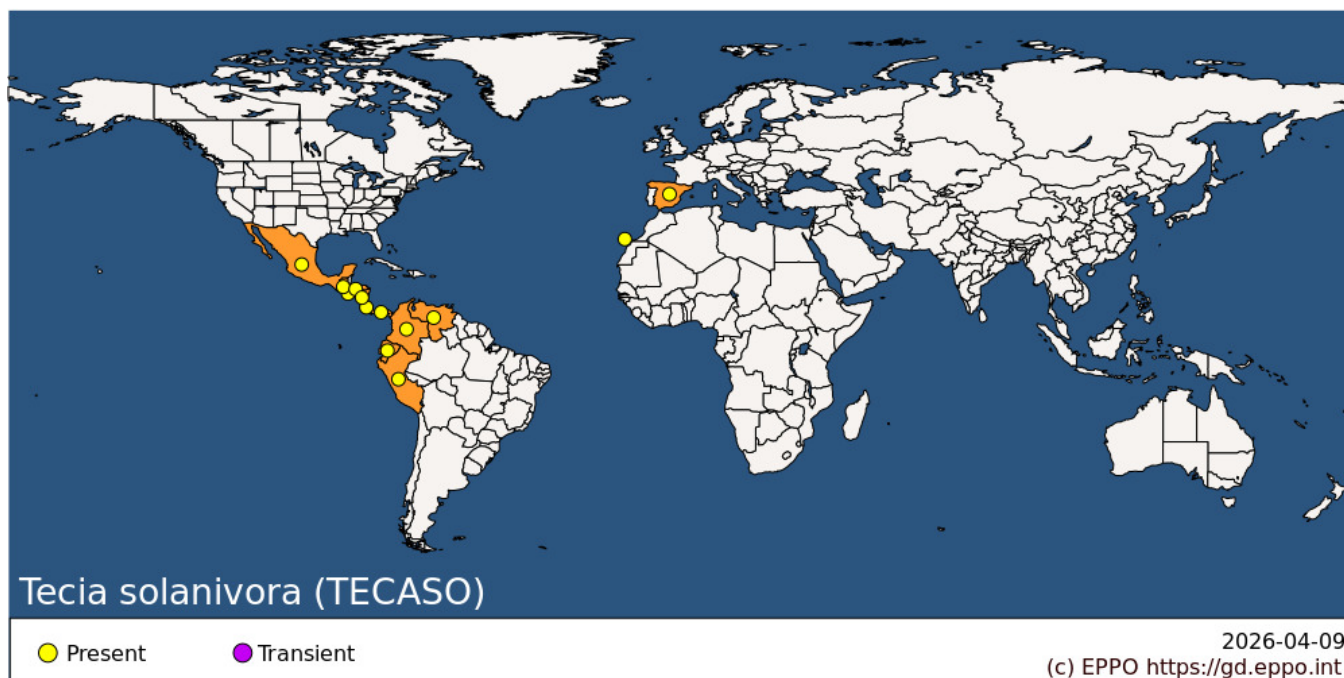 Tecia solanivora (TECASO)
Present
Transient
2026-04-09
(c) EPPO https://gd.eppo.int